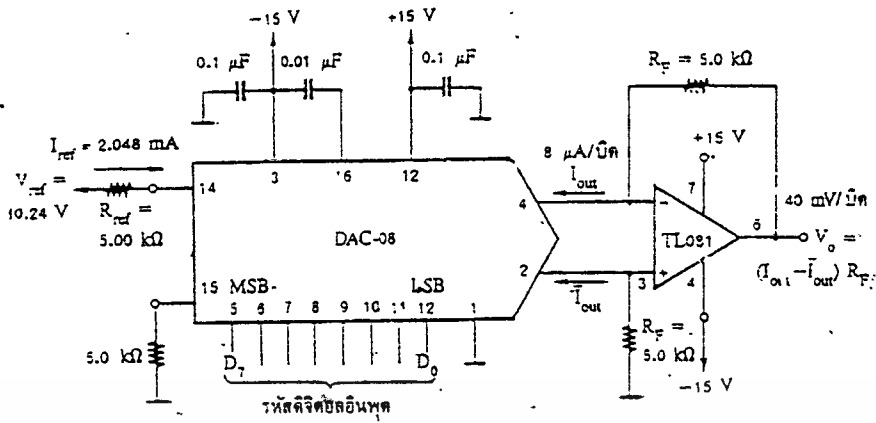 −15 V
+15 V
0.1 µF
0.01 µF
0.1 µF
R_F = 5.0 kΩ
I_ref = 2.048 mA
V_ref =
10.24 V
R_ref =
5.00 kΩ
14
3
16
12
8 µA/บิต
I_out
+15 V
7
4
−
40 mV/บิต
DAC-08
TL081
6
V_o =
(I_out − I̅_out) R_F
2
+
3
4
I̅_out
15
MSB
LSB
5
6
7
8
9
10
11
12
1
R_F =
5.0 kΩ
−15 V
5.0 kΩ
D_7
D_0
รหัสดิจิตอลอินพุต